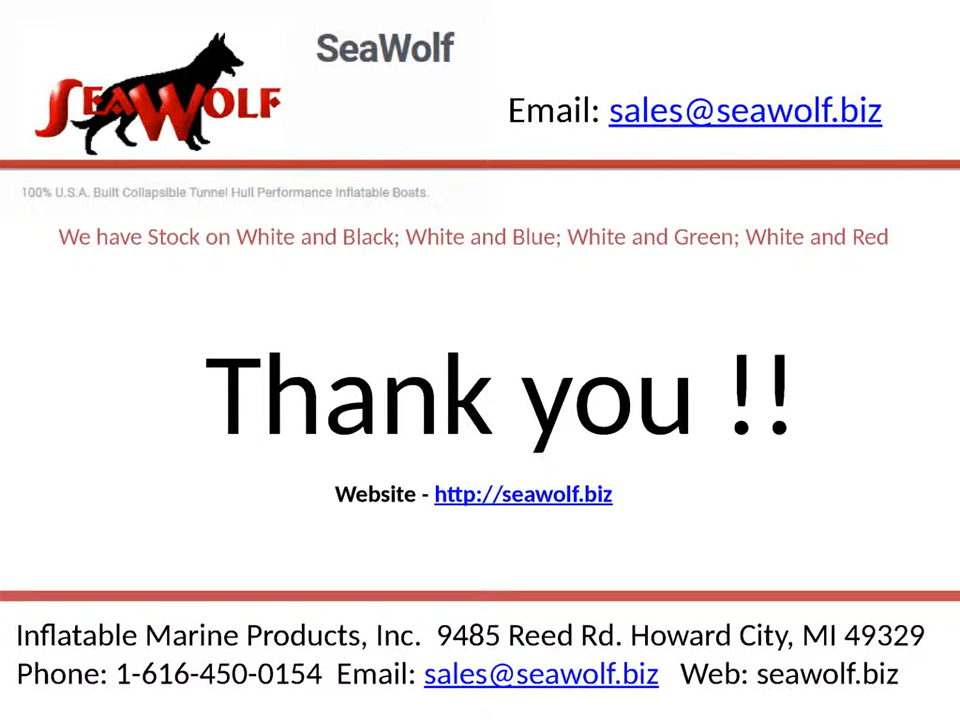 SeaWolf
SEAWOLF
Email: sales@seawolf.biz
100% U.S.A. Built Collapsible Tunnel Hull Performance Inflatable Boats.
We have Stock on White and Black; White and Blue; White and Green; White and Red
Thank you !!
Website - http://seawolf.biz
Inflatable Marine Products, Inc.  9485 Reed Rd. Howard City, MI 49329
Phone: 1-616-450-0154  Email: sales@seawolf.biz   Web: seawolf.biz